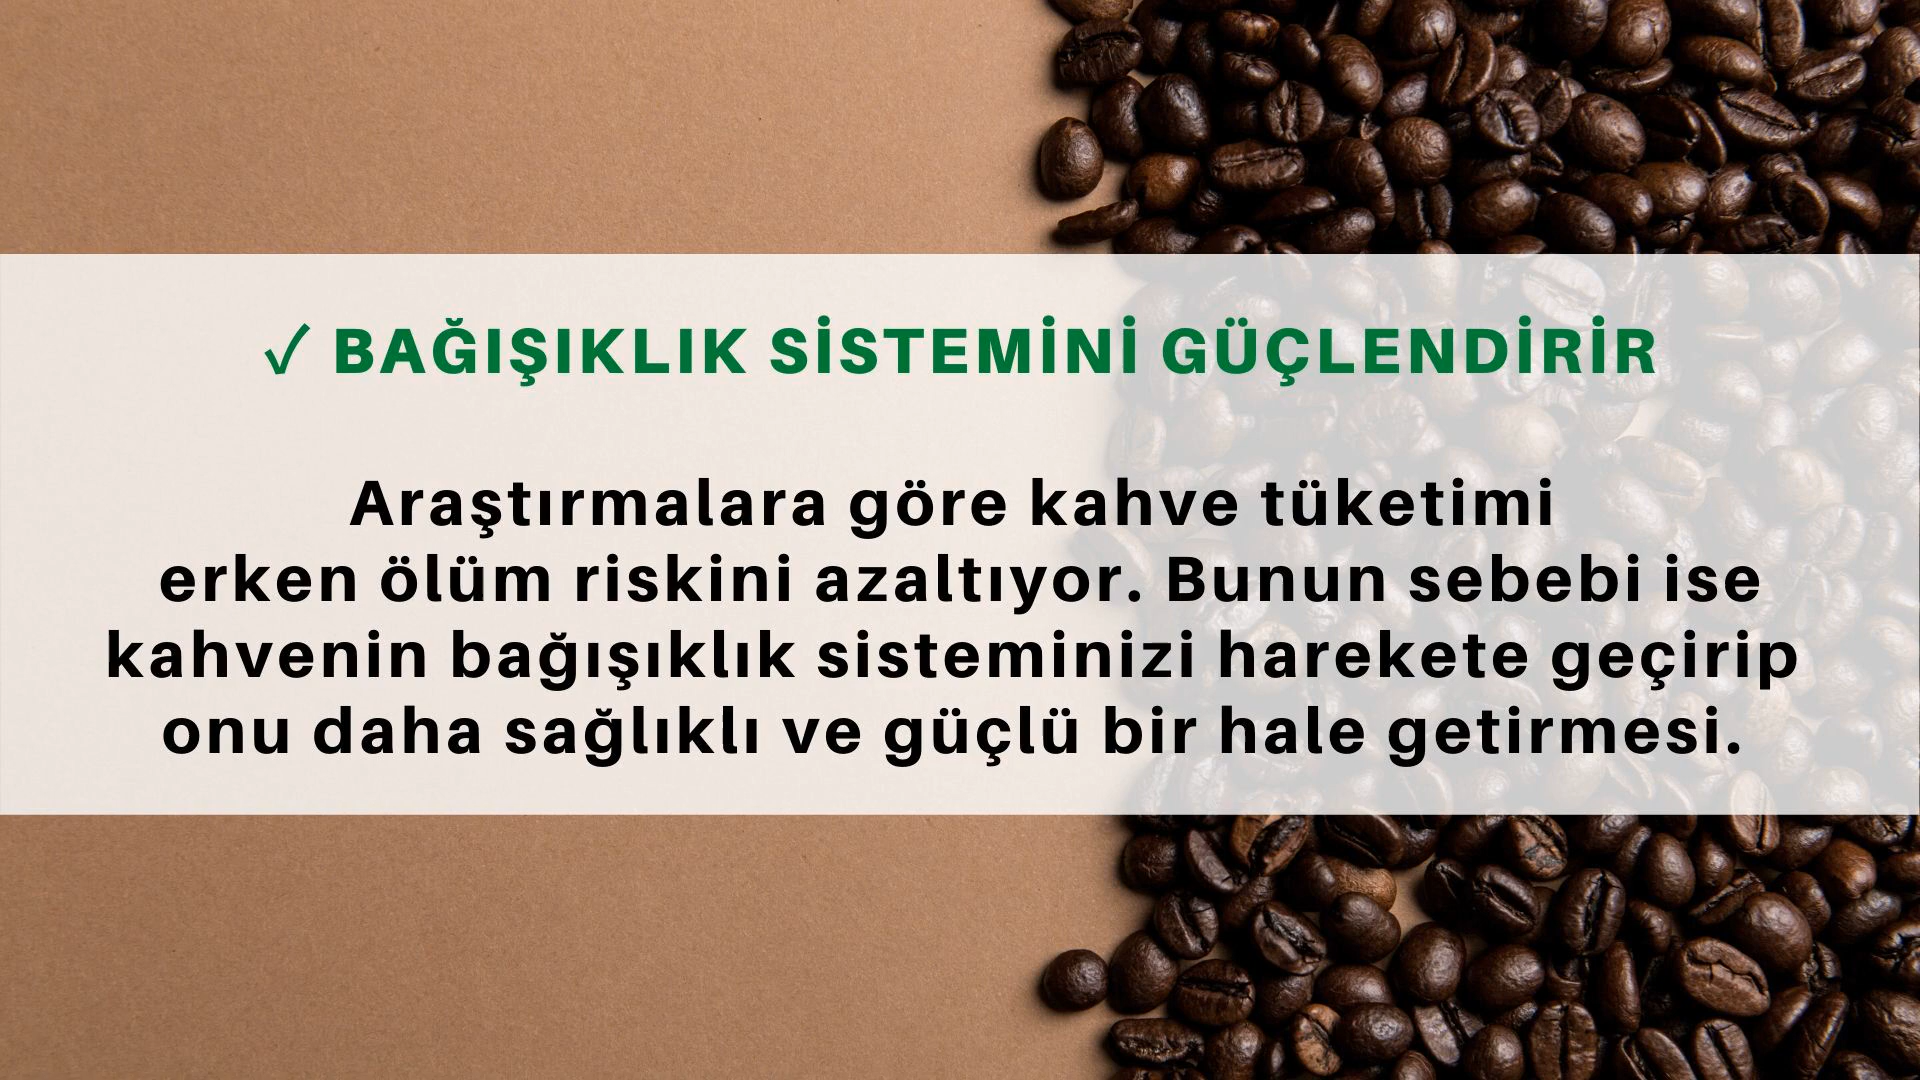 ✓ BAĞIŞIKLIK SİSTEMİNİ GÜÇLENDİRİR
Araştırmalara göre kahve tüketimi
erken ölüm riskini azaltıyor. Bunun sebebi ise
kahvenin bağışıklık sisteminizi harekete geçirip
onu daha sağlıklı ve güçlü bir hale getirmesi.